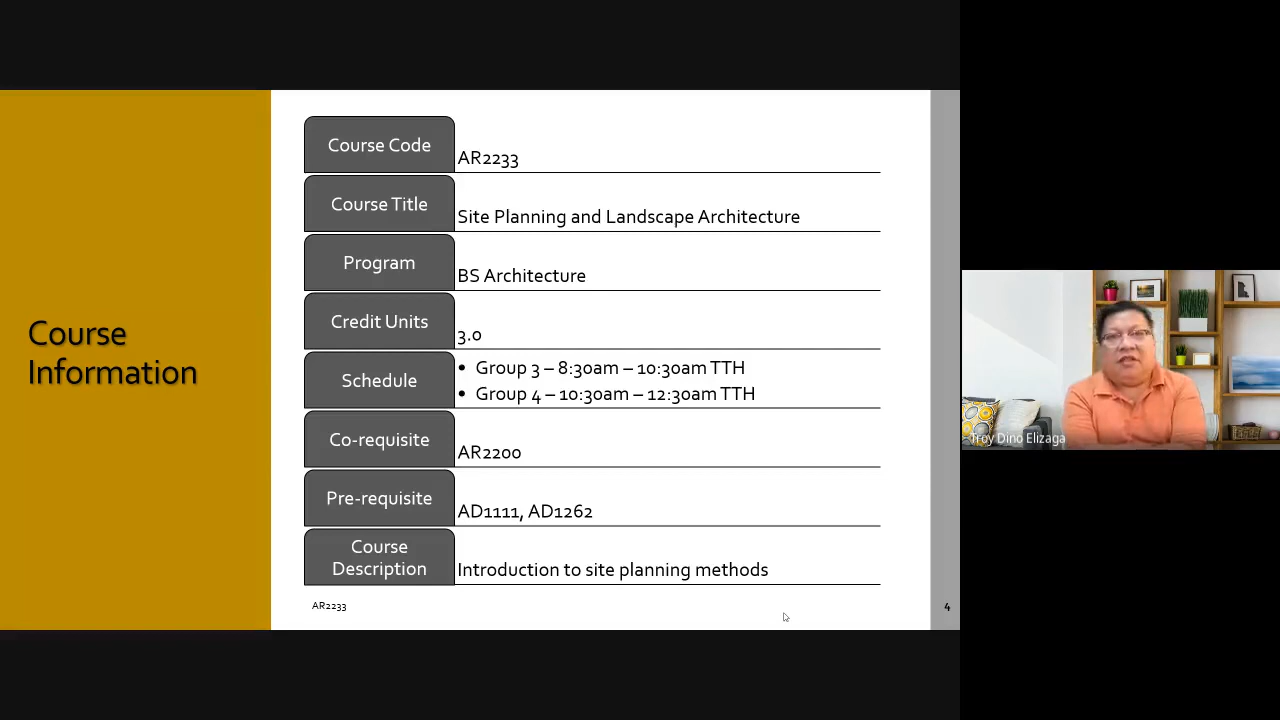 Course
Information
Course Code
AR2233
Course Title
Site Planning and Landscape Architecture
Program
BS Architecture
Credit Units
3.0
Schedule
• Group 3 – 8:30am – 10:30am TTH
• Group 4 – 10:30am – 12:30am TTH
Co-requisite
AR2200
Pre-requisite
AD1111, AD1262
Course
Description
Introduction to site planning methods
AR2233
4
Troy Dino Elizaga